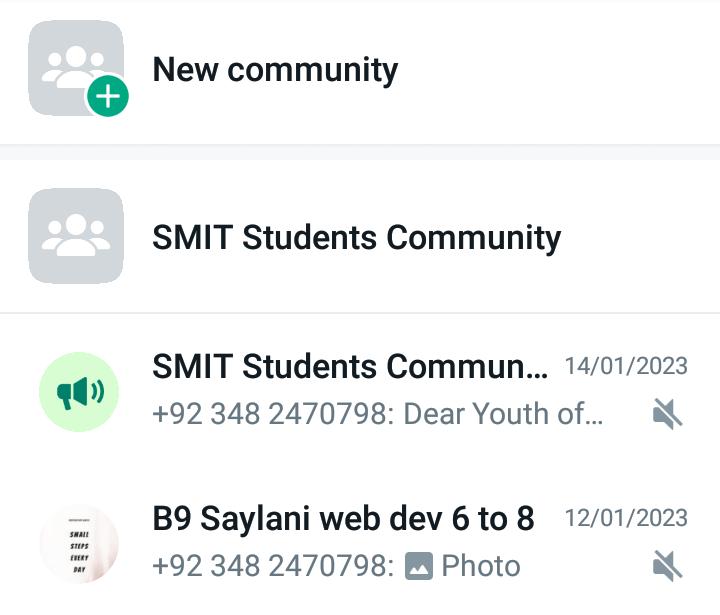 New community
SMIT Students Community
SMIT Students Commun... 14/01/2023
+92 348 2470798: Dear Youth of...
B9 Saylani web dev 6 to 8 12/01/2023
SMALL
STEPS
EVERY
DAY
+92 348 2470798: Photo